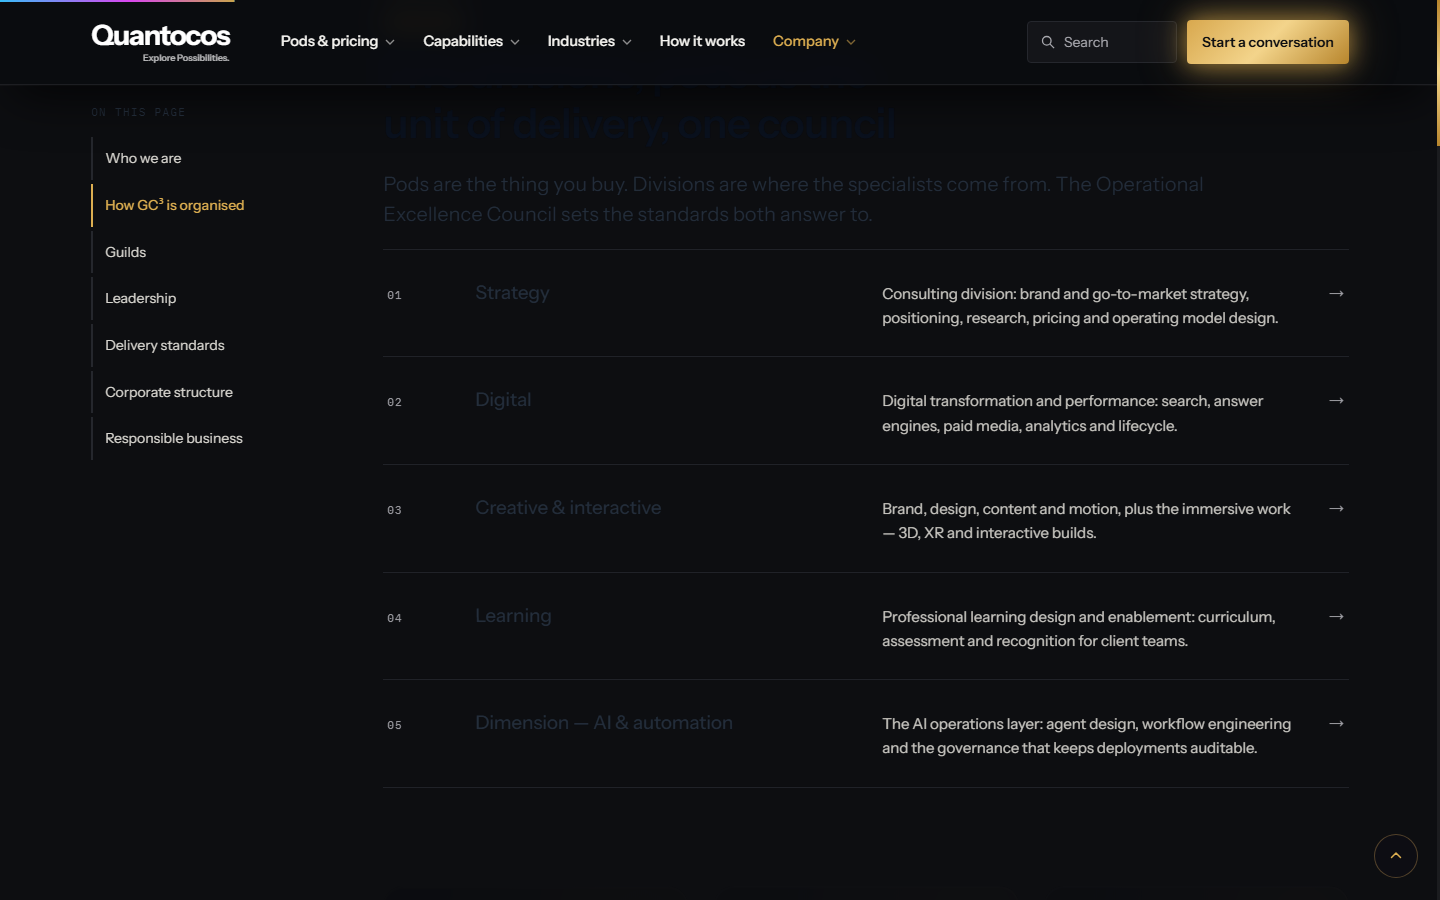 Quantocos
Explore Possibilities.
Pods & pricing
Capabilities
Industries
How it works
Company
Search
Start a conversation
ON THIS PAGE
Who we are
How GC³ is organised
Guilds
Leadership
Delivery standards
Corporate structure
Responsible business
unit of delivery, one council
Pods are the thing you buy. Divisions are where the specialists come from. The Operational
Excellence Council sets the standards both answer to.
01
Strategy
Consulting division: brand and go-to-market strategy,
positioning, research, pricing and operating model design.
→
02
Digital
Digital transformation and performance: search, answer
engines, paid media, analytics and lifecycle.
→
03
Creative & interactive
Brand, design, content and motion, plus the immersive work
— 3D, XR and interactive builds.
→
04
Learning
Professional learning design and enablement: curriculum,
assessment and recognition for client teams.
→
05
Dimension — AI & automation
The AI operations layer: agent design, workflow engineering
and the governance that keeps deployments auditable.
→